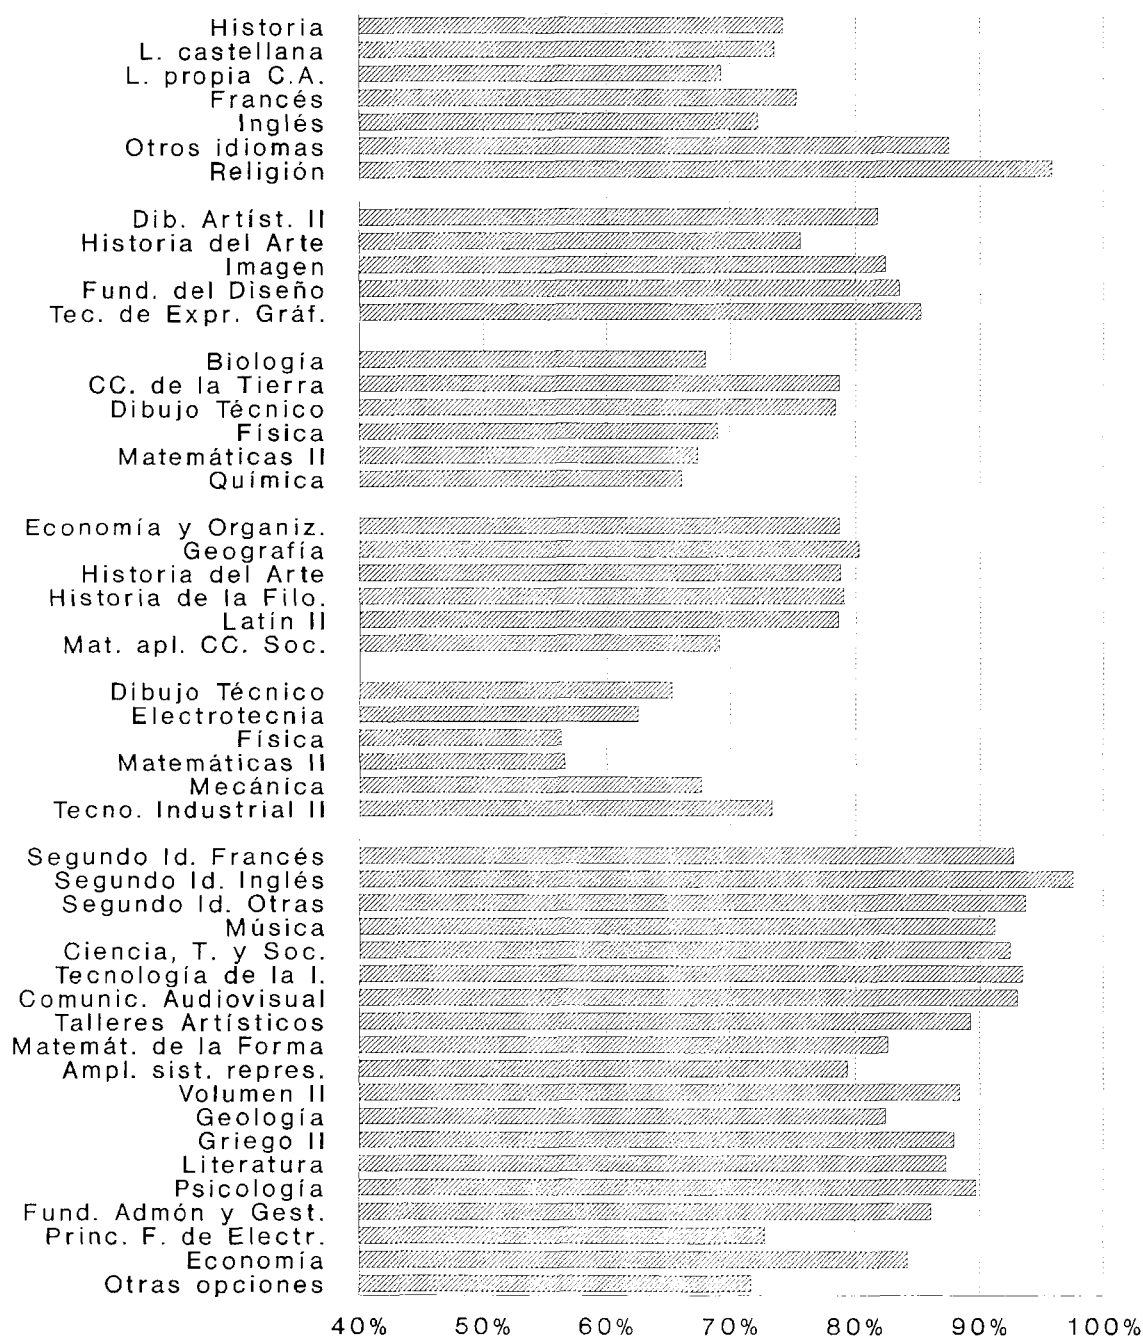 Historia
L. castellana
L. propia C.A.
Francés
Inglés
Otros idiomas
Religión
Dib. Artíst. II
Historia del Arte
Imagen
Fund. del Diseño
Tec. de Expr. Gráf.
Biología
CC. de la Tierra
Dibujo Técnico
Física
Matemáticas II
Química
Economía y Organiz.
Geografía
Historia del Arte
Historia de la Filo.
Latín II
Mat. apl. CC. Soc.
Dibujo Técnico
Electrotecnia
Física
Matemáticas II
Mecánica
Tecno. Industrial II
Segundo Id. Francés
Segundo Id. Inglés
Segundo Id. Otras
Música
Ciencia, T. y Soc.
Tecnología de la I.
Comunic. Audiovisual
Talleres Artísticos
Matemát. de la Forma
Ampl. sist. repres.
Volumen II
Geología
Griego II
Literatura
Psicología
Fund. Admón y Gest.
Princ. F. de Electr.
Economía
Otras opciones
40% 50% 60% 70% 80% 90% 100%